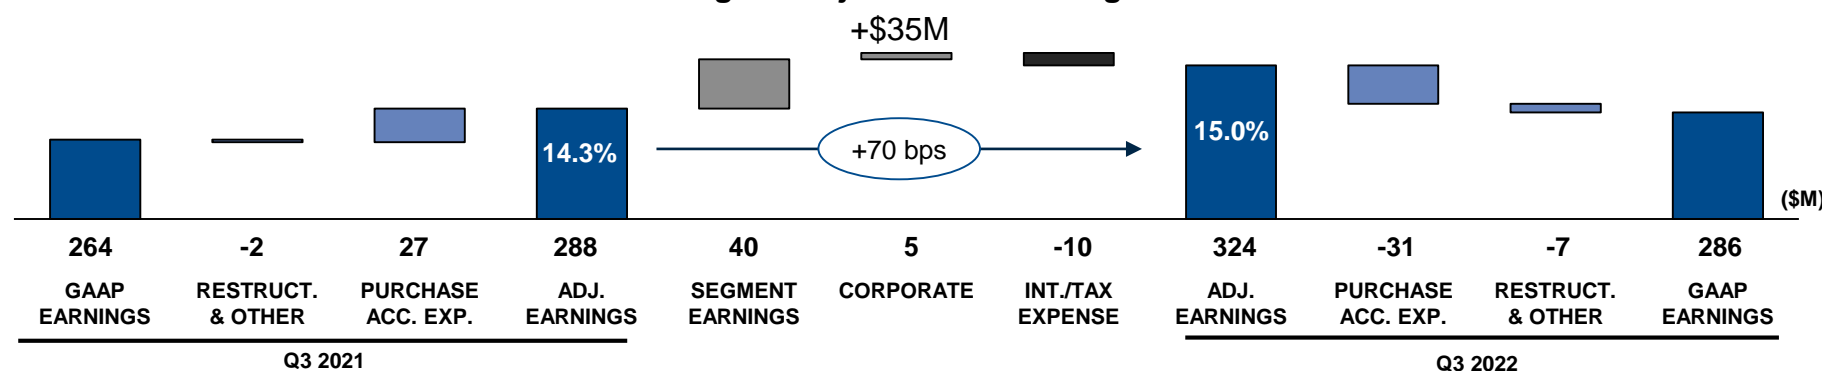 +$35M
14.3%
+70 bps
15.0%
($M)
264 -2 27 288 40 5 -10 324 -31 -7 286
GAAP RESTRUCT. PURCHASE ADJ. SEGMENT CORPORATE INT./TAX ADJ. PURCHASE RESTRUCT. GAAP
EARNINGS & OTHER ACC. EXP. EARNINGS EARNINGS EXPENSE EARNINGS ACC. EXP. & OTHER EARNINGS
Q3 2021 Q3 2022